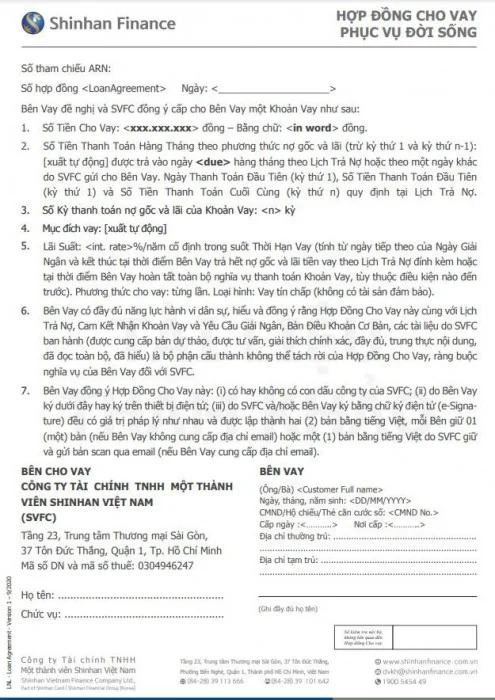 Shinhan Finance
HỢP ĐỒNG CHO VAY
PHỤC VỤ ĐỜI SỐNG
Số tham chiếu ARN:
Số hợp đồng <LoanAgreement> Ngày: <____________________>
Bên Vay đề nghị và SVFC đồng ý cấp cho Bên Vay một Khoản Vay như sau:
1. Số Tiền Cho Vay: <xxx.xxx.xxx> đồng – Bằng chữ: <in word> đồng.
2. Số Tiền Thanh Toán Hàng Tháng theo phương thức nợ gốc và lãi (trừ kỳ thứ 1 và kỳ thứ n-1):
[xuất tự động] được trả vào ngày <due> hàng tháng theo Lịch Trả Nợ hoặc theo một ngày khác
do SVFC gửi cho Bên Vay. Ngày Thanh Toán Đầu Tiên (kỳ thứ 1), Số Tiền Thanh Toán Đầu Tiên
(kỳ thứ 1) và Số Tiền Thanh Toán Cuối Cùng (kỳ thứ n) quy định tại Lịch Trả Nợ.
3. Số Kỳ thanh toán nợ gốc và lãi của Khoản Vay: <n> kỳ
4. Mục đích vay: [xuất tự động]
5. Lãi Suất: <int. rate>%/năm cố định trong suốt Thời Hạn Vay (tính từ ngày tiếp theo của Ngày Giải
Ngân và kết thúc tại thời điểm Bên Vay trả hết nợ gốc và lãi tiền vay theo Lịch Trả Nợ đính kèm hoặc
tại thời điểm Bên Vay hoàn tất toàn bộ nghĩa vụ thanh toán Khoản Vay, tùy thuộc điều kiện nào đến
trước). Phương thức cho vay: từng lần. Loại hình: Vay tín chấp (không có tài sản đảm bảo).
6. Bên Vay có đầy đủ năng lực hành vi dân sự, hiểu và đồng ý rằng Hợp Đồng Cho Vay này cùng với Lịch
Trả Nợ, Cam Kết Nhận Khoản Vay và Yêu Cầu Giải Ngân, Bản Điều Khoản Cơ Bản, các tài liệu do SVFC
ban hành (được cung cấp bản dự thảo, được tư vấn, giải thích chính xác, đầy đủ, trung thực nội dung,
đã đọc toàn bộ, đã hiểu) là bộ phận cấu thành không thể tách rời của Hợp Đồng Cho Vay, ràng buộc
nghĩa vụ của Bên Vay đối với SVFC.
7. Bên Vay đồng ý Hợp Đồng Cho Vay này: (i) có hay không có con dấu công ty của SVFC; (ii) do Bên Vay
ký dưới đây hay ký trên thiết bị điện tử; (iii) do SVFC và/hoặc Bên Vay ký bằng chữ ký điện tử (e-Signa-
ture) đều có giá trị pháp lý như nhau và được lập thành hai (2) bản bằng tiếng Việt, mỗi Bên giữ 01
(một) bản (nếu Bên Vay không cung cấp địa chỉ email) hoặc một (1) bản bằng tiếng Việt do SVFC giữ
và gửi bản scan qua email (nếu Bên Vay cung cấp địa chỉ email).
BÊN CHO VAY
CÔNG TY TÀI CHÍNH TNHH MỘT THÀNH
VIÊN SHINHAN VIỆT NAM
(SVFC)
Tầng 23, Trung tâm Thương mại Sài Gòn,
37 Tôn Đức Thắng, Quận 1, Tp. Hồ Chí Minh
Mã số DN và mã số thuế: 0304946247
Họ tên:
Chức vụ:
BÊN VAY
(Ông/Bà) <Customer Full name>
Ngày, tháng, năm sinh: <DD/MM/YYYY>
CMND/Hộ chiếu/Thẻ căn cước số: <CMND No.>
Cấp ngày :<...........> Nơi cấp :<...........>
Địa chỉ thường trú:
Địa chỉ tạm trú:
(Ghi đầy đủ họ tên)
LNL - Loan Agreement - Version 1 – 9/2020
Công ty Tài chính TNHH
Một thành viên Shinhan Việt Nam
Shinhan Vietnam Finance Company Ltd.,
Part of Shinhan Card ( Shinhan Financial Group (Korea)
Tầng 23, Trung tâm Thương mại Sài Gòn, 37 Tôn Đức Thắng,
Phường Bến Nghé, Quận 1, Thành phố Hồ Chí Minh, Việt Nam
(84-28) 39 113 666 (84-28) 39 101 642
www.shinhanfinance.com.vn
dvkh@shinhanfinance.com.vn
1900 5454 49